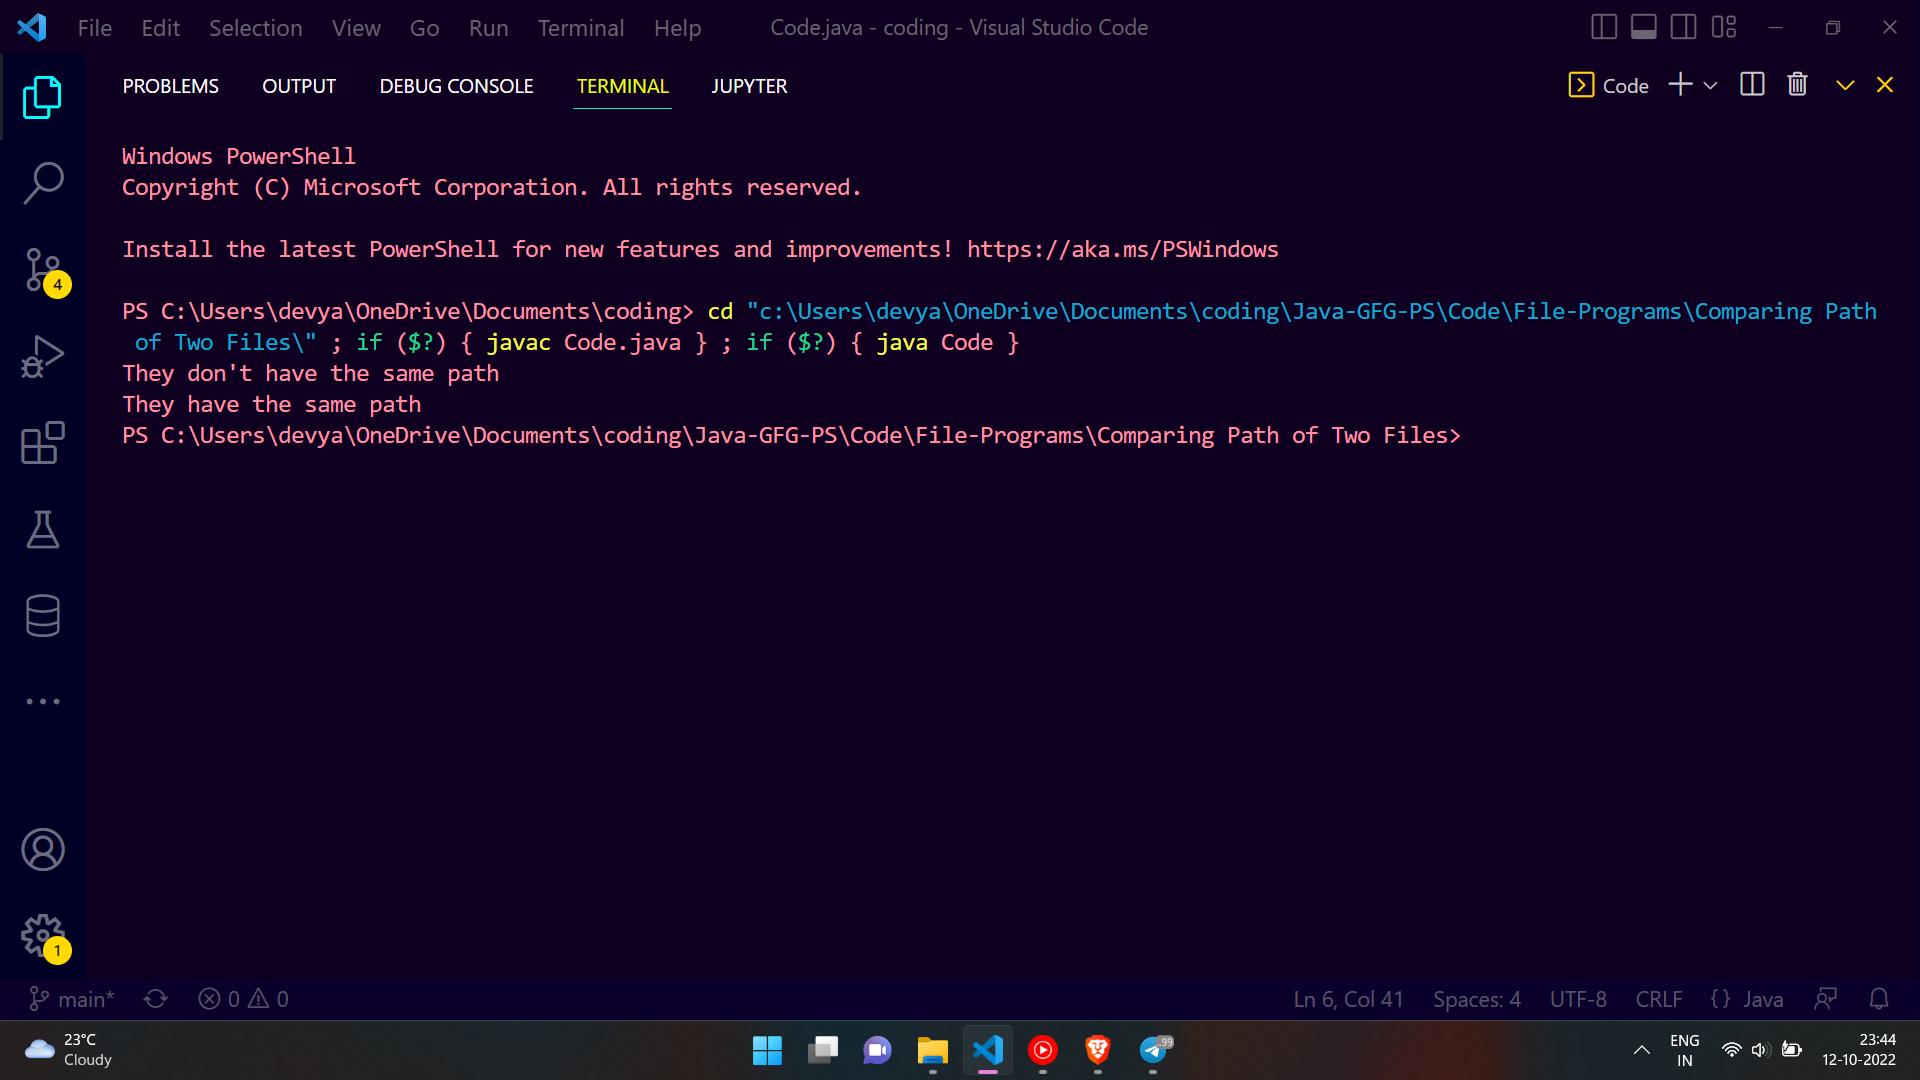 File Edit Selection View Go Run Terminal Help Code.java - coding - Visual Studio Code
PROBLEMS OUTPUT DEBUG CONSOLE TERMINAL JUPYTER Code
Windows PowerShell
Copyright (C) Microsoft Corporation. All rights reserved.
Install the latest PowerShell for new features and improvements! https://aka.ms/PSWindows
PS C:\Users\devya\OneDrive\Documents\coding> cd "c:\Users\devya\OneDrive\Documents\coding\Java-GFG-PS\Code\File-Programs\Comparing Path
of Two Files\" ; if ($?) { javac Code.java } ; if ($?) { java Code }
They don't have the same path
They have the same path
PS C:\Users\devya\OneDrive\Documents\coding\Java-GFG-PS\Code\File-Programs\Comparing Path of Two Files>
4
1
main* 0 0 Ln 6, Col 41 Spaces: 4 UTF-8 CRLF {} Java
23°C
Cloudy
99
ENG
IN
23:44
12-10-2022